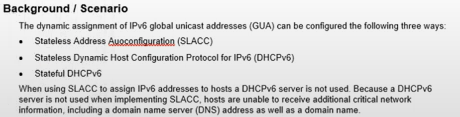 Background / Scenario
The dynamic assignment of IPv6 global unicast addresses (GUA) can be configured the following three ways:
• Stateless Address Auoconfiguration (SLACC)
• Stateless Dynamic Host Configuration Protocol for IPv6 (DHCPv6)
• Stateful DHCPv6
When using SLACC to assign IPv6 addresses to hosts a DHCPv6 server is not used. Because a DHCPv6
server is not used when implementing SLACC, hosts are unable to receive additional critical network
information, including a domain name server (DNS) address as well as a domain name.